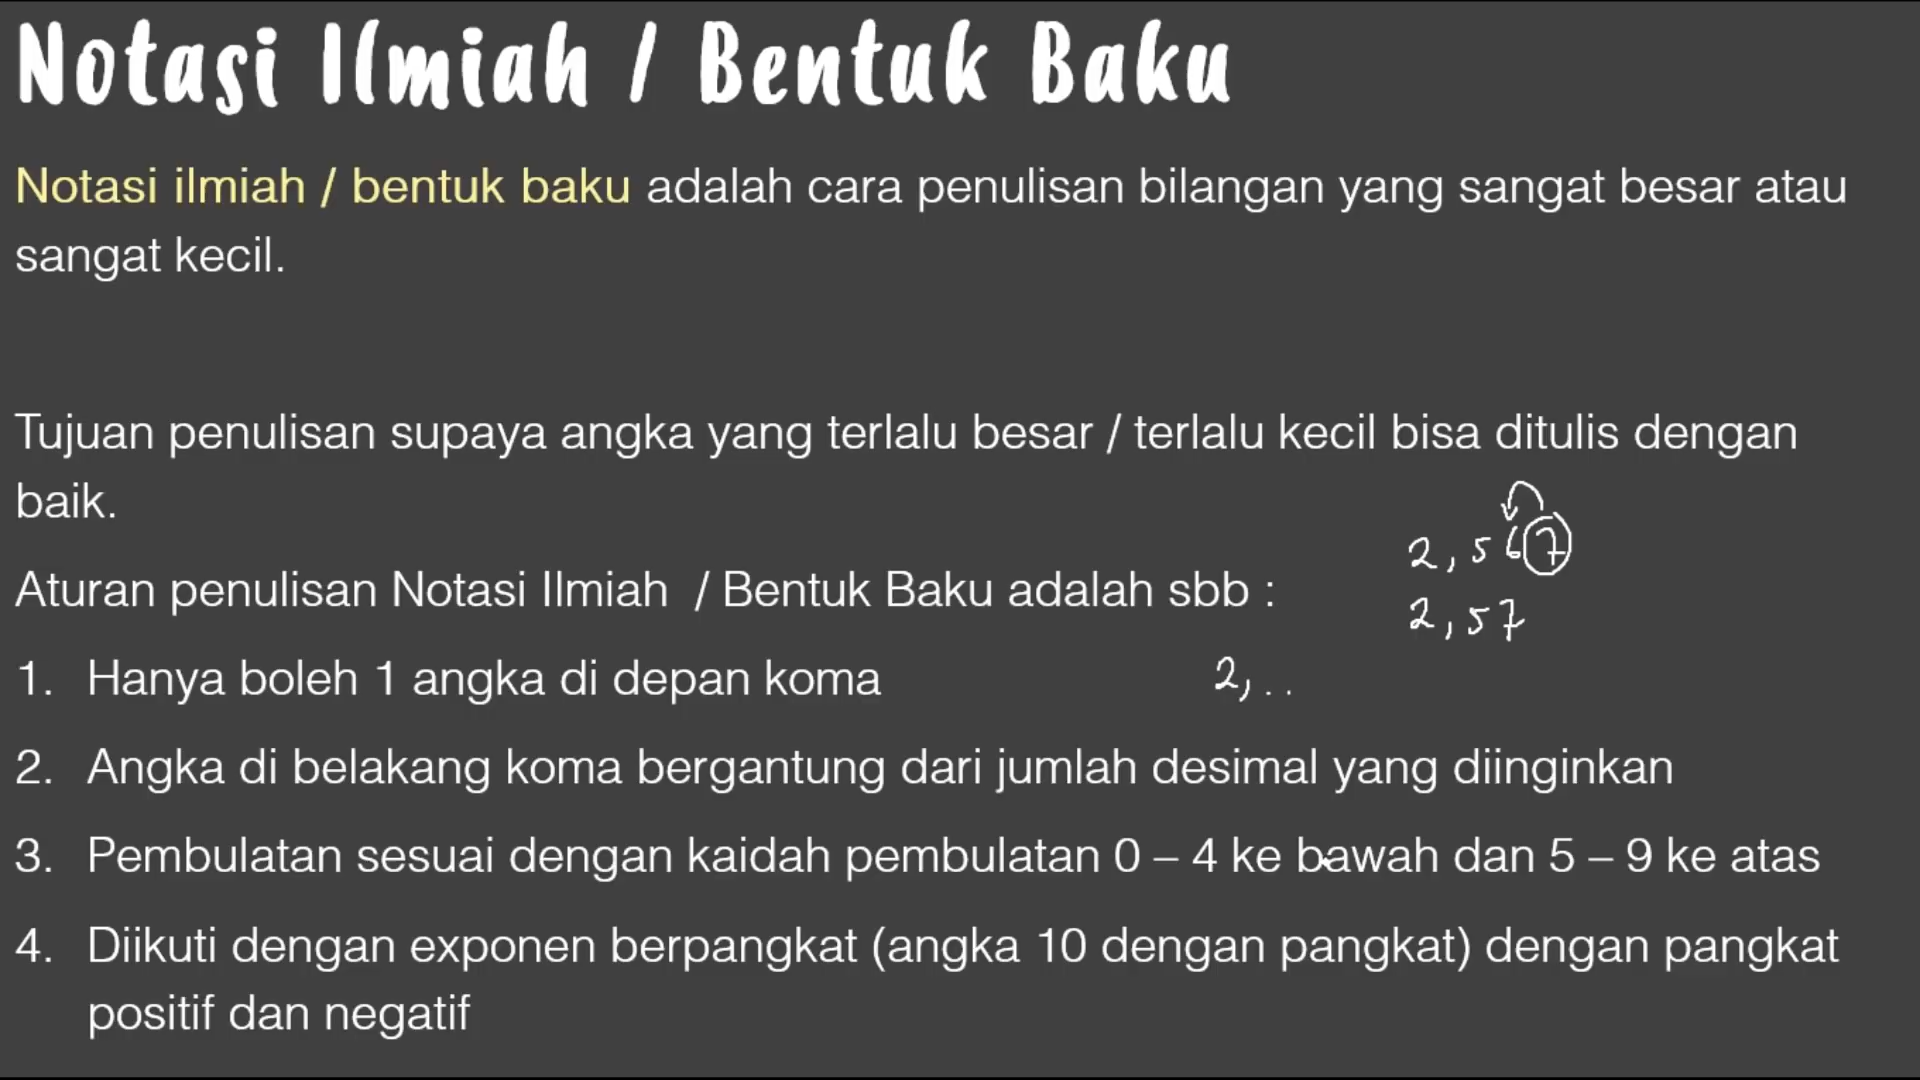 Notasi Ilmiah / Bentuk Baku
Notasi ilmiah / bentuk baku adalah cara penulisan bilangan yang sangat besar atau
sangat kecil.
Tujuan penulisan supaya angka yang terlalu besar / terlalu kecil bisa ditulis dengan
baik.
2,567
Aturan penulisan Notasi Ilmiah / Bentuk Baku adalah sbb :
2,57
1. Hanya boleh 1 angka di depan koma
2, . .
2. Angka di belakang koma bergantung dari jumlah desimal yang diinginkan
3. Pembulatan sesuai dengan kaidah pembulatan 0 – 4 ke bawah dan 5 – 9 ke atas
4. Diikuti dengan exponen berpangkat (angka 10 dengan pangkat) dengan pangkat
positif dan negatif